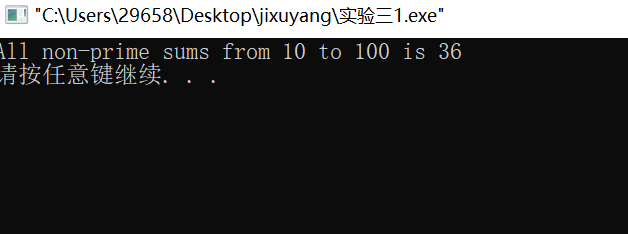 "C:\Users\29658\Desktop\jixuyang\实验三1.exe"
All non-prime sums from 10 to 100 is 36
请按任意键继续. . .